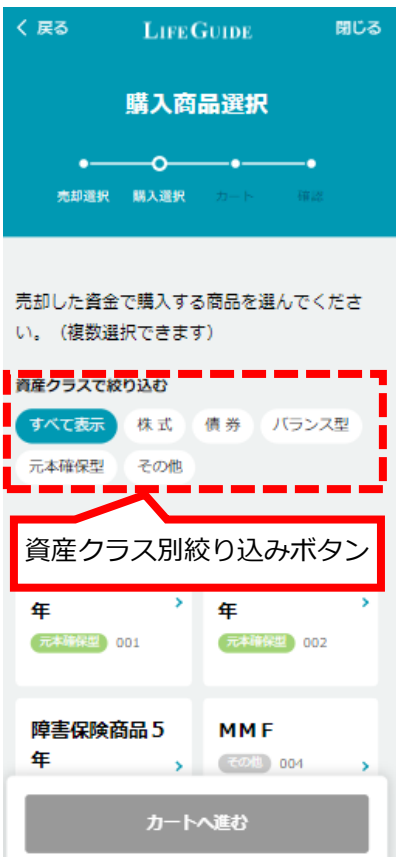 戻る
LIFEGUIDE
閉じる
購入商品選択
売却選択
購入選択
カート
確認
売却した資金で購入する商品を選んでくださ
い。（複数選択できます）
資産クラスで絞り込む
すべて表示
株 式
債 券
バランス型
元本確保型
その他
資産クラス別絞り込みボタン
年
年
元本確保型 001
元本確保型 002
障害保険商品５
年
ＭＭＦ
その他 004
カートへ進む